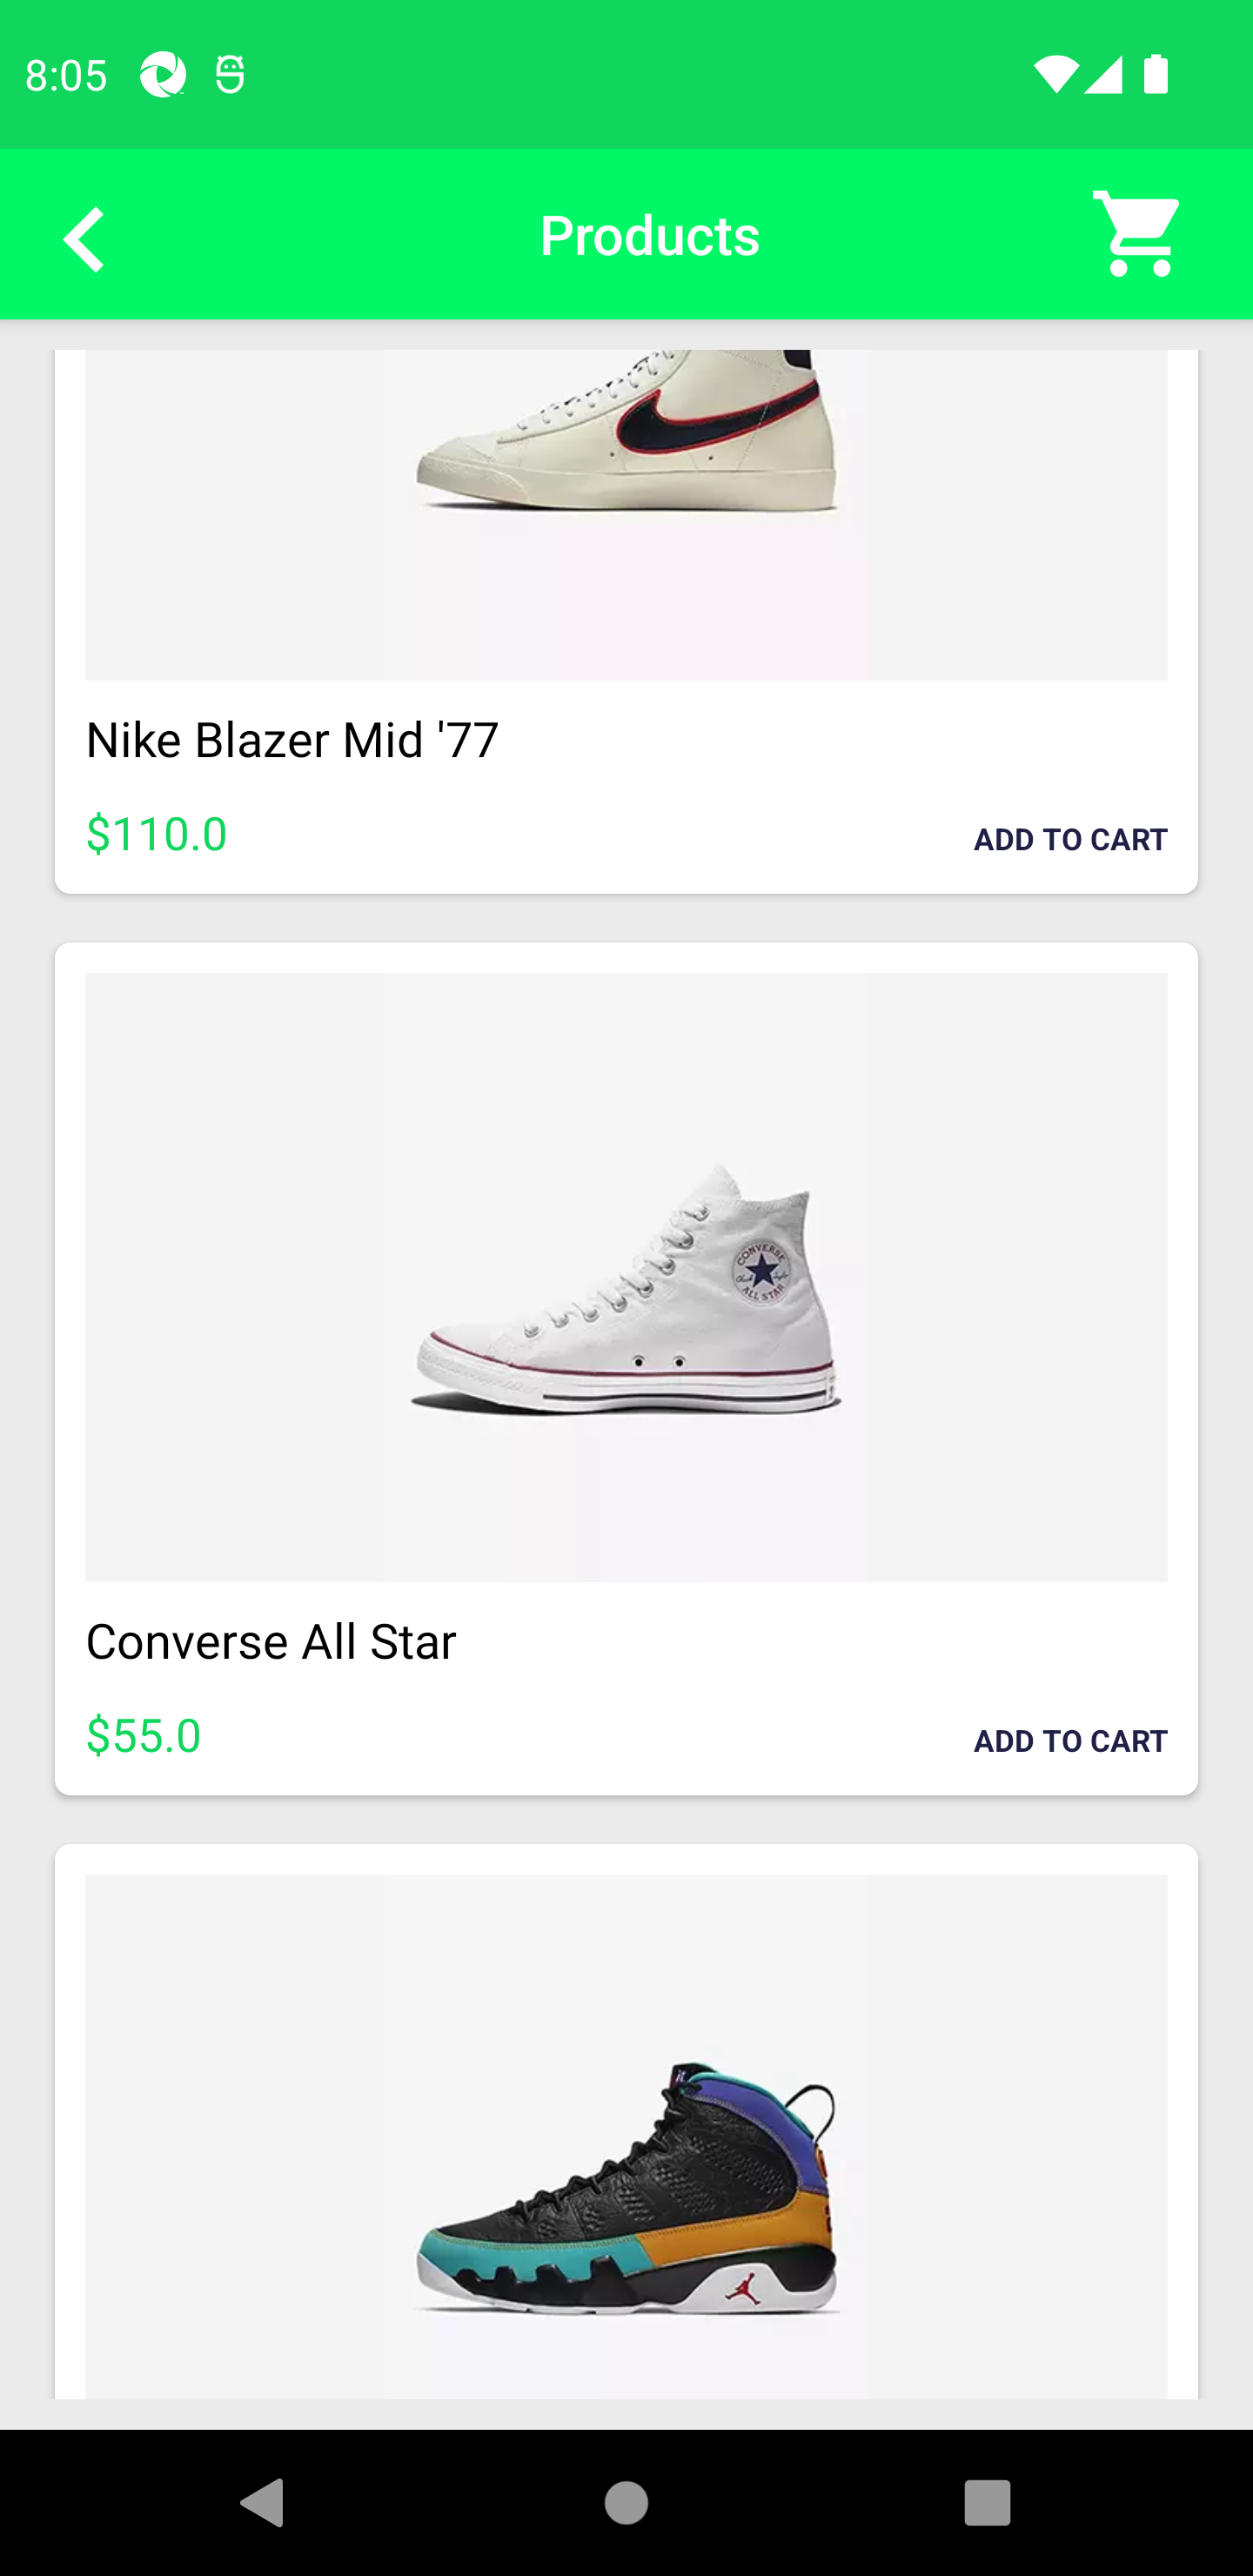 8:05
Products
Nike Blazer Mid '77
$110.0
ADD TO CART
CONVERSE
ALL STAR
Converse All Star
$55.0
ADD TO CART